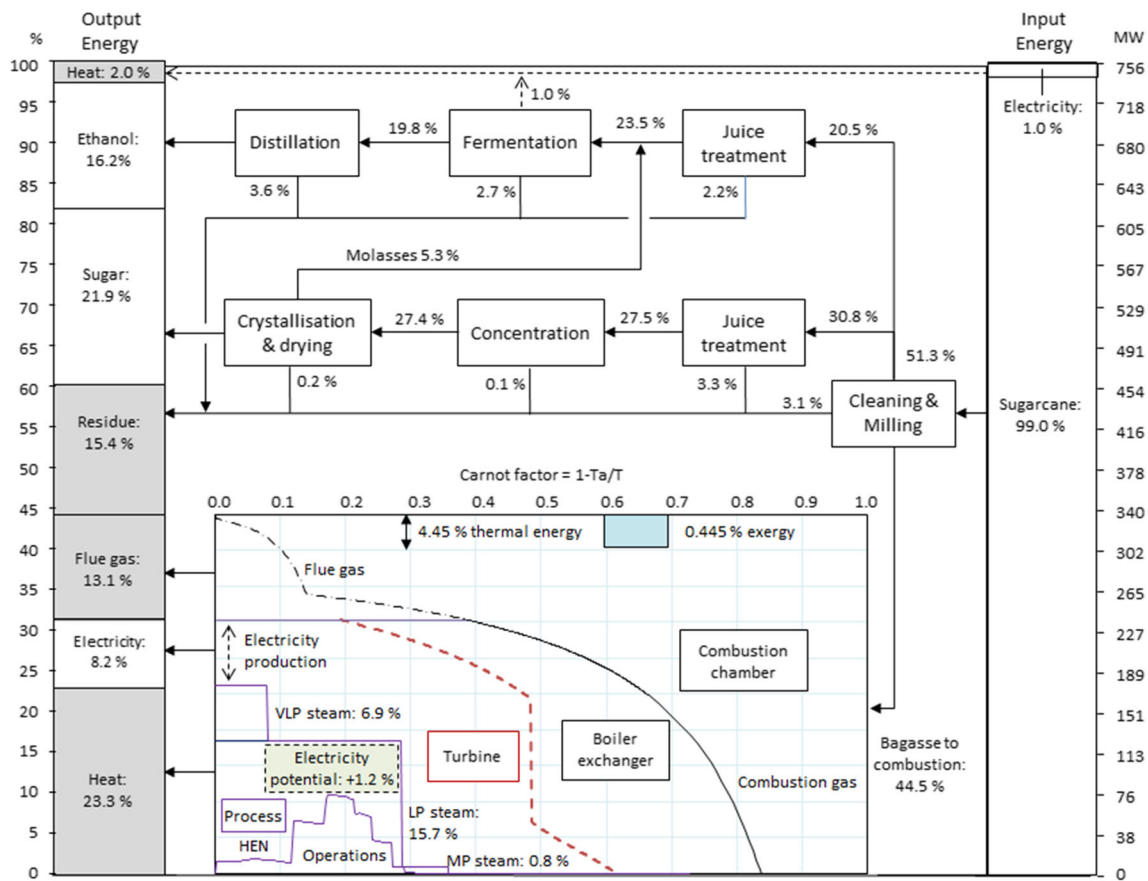 Output
Energy
Input
Energy
%
MW
100
95
90
85
80
75
70
65
60
55
50
45
40
35
30
25
20
15
10
5
0
Heat: 2.0 %
Ethanol:
16.2%
Sugar:
21.9 %
Residue:
15.4 %
Flue gas:
13.1 %
Electricity:
8.2 %
Heat:
23.3 %
1.0 %
Distillation
19.8 %
Fermentation
23.5 %
Juice
treatment
20.5 %
3.6 %
2.7 %
2.2%
Molasses 5.3 %
Crystallisation
& drying
27.4 %
Concentration
27.5 %
Juice
treatment
30.8 %
51.3 %
0.2 %
0.1 %
3.3 %
3.1 %
Cleaning &
Milling
Electricity:
1.0 %
Sugarcane:
99.0 %
Carnot factor = 1-Ta/T
0.0
0.1
0.2
0.3
0.4
0.5
0.6
0.7
0.8
0.9
1.0
4.45 % thermal energy
0.445 % exergy
Flue gas
Electricity
production
Combustion
chamber
VLP steam: 6.9 %
Electricity
potential: +1.2 %
Turbine
Boiler
exchanger
Combustion gas
Bagasse to
combustion:
44.5 %
LP steam:
15.7 %
Process
HEN
Operations
MP steam: 0.8 %
756
718
680
643
605
567
529
491
454
416
378
340
302
265
227
189
151
113
76
38
0